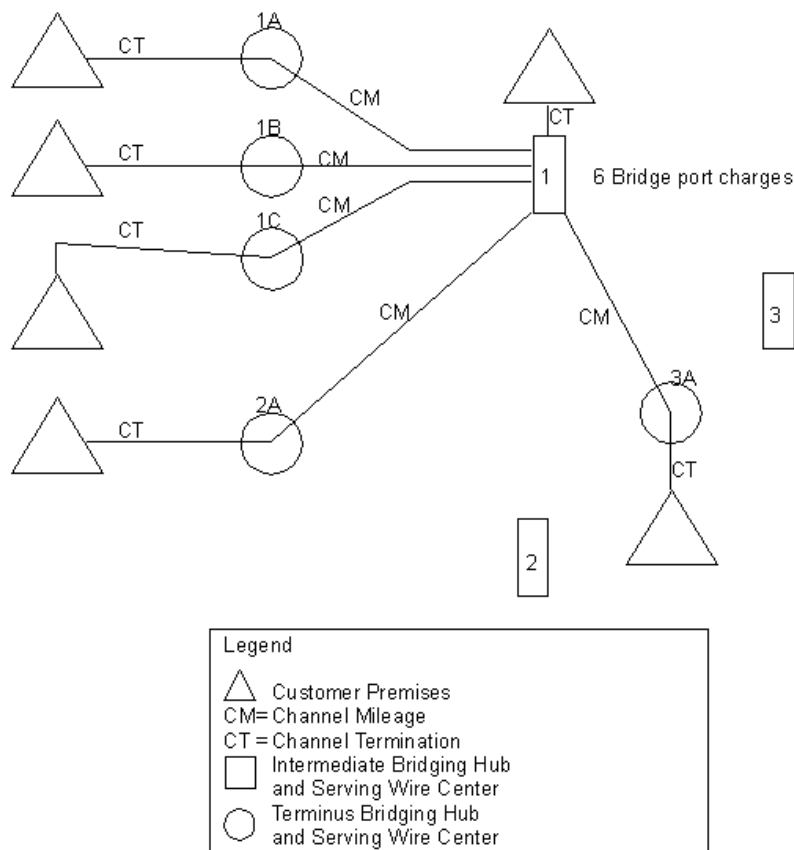 1A
CT
CM
CT
1B
CT
CM
1
6 Bridge port charges
1C
CT
CM
CM
CM
3
2A
CT
3A
CT
2
Legend
Customer Premises
CM= Channel Mileage
CT = Channel Termination
Intermediate Bridging Hub
and Serving Wire Center
Terminus Bridging Hub
and Serving Wire Center